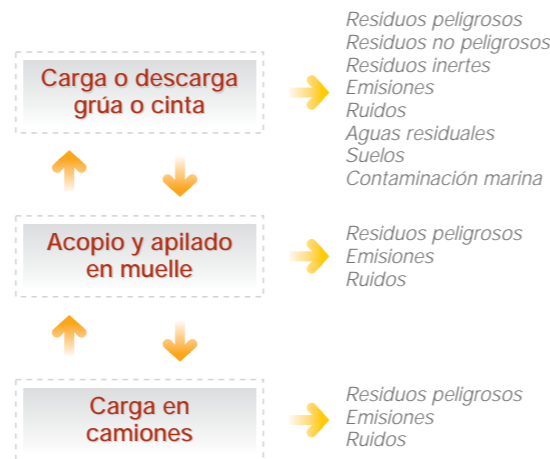 Carga o descarga
grúa o cinta
Residuos peligrosos
Residuos no peligrosos
Residuos inertes
Emisiones
Ruidos
Aguas residuales
Suelos
Contaminación marina
Acopio y apilado
en muelle
Residuos peligrosos
Emisiones
Ruidos
Carga en
camiones
Residuos peligrosos
Emisiones
Ruidos